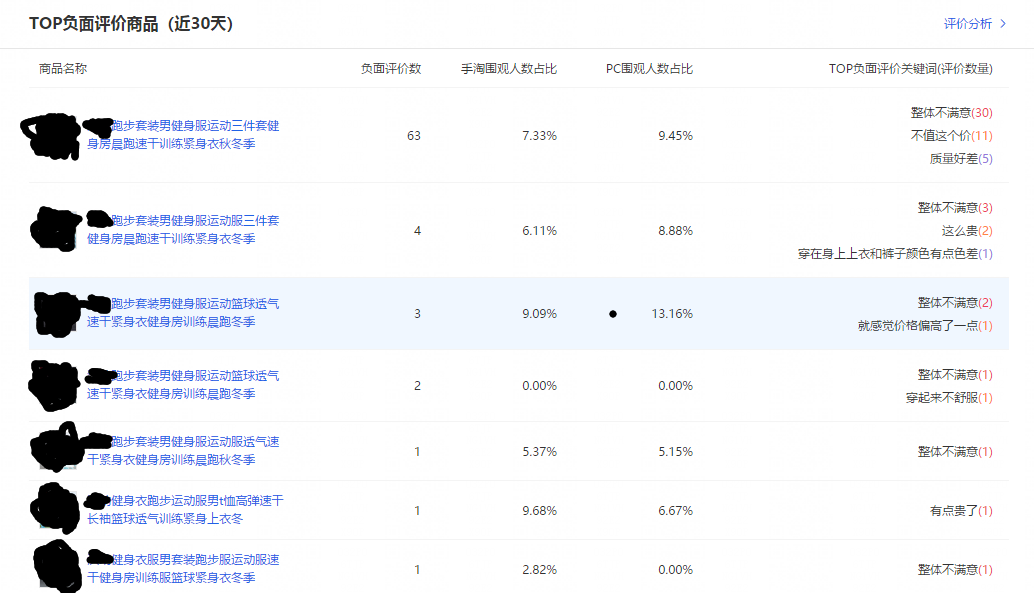 TOP负面评价商品（近30天）
评价分析
商品名称 负面评价数 手淘围观人数占比 PC围观人数占比 TOP负面评价关键词(评价数量)
跑步套装男健身服运动三件套健
身房晨跑速干训练紧身衣秋冬季
63 7.33% 9.45%
整体不满意(30)
不值这个价(11)
质量好差(5)
跑步套装男健身服运动服三件套
健身房晨跑速干训练紧身衣冬季
4 6.11% 8.88%
整体不满意(3)
这么贵(2)
穿在身上上衣和裤子颜色有点色差(1)
跑步套装男健身服运动篮球透气
速干紧身衣健身房训练晨跑冬季
3 9.09% 13.16%
整体不满意(2)
就感觉价格偏高了一点(1)
跑步套装男健身服运动篮球透气
速干紧身衣健身房训练晨跑冬季
2 0.00% 0.00%
整体不满意(1)
穿起来不舒服(1)
跑步套装男健身服运动服透气速
干紧身衣健身房训练晨跑秋冬季
1 5.37% 5.15%
整体不满意(1)
健身衣跑步运动服男t恤高弹速干
长袖篮球透气训练紧身上衣冬
1 9.68% 6.67%
有点贵了(1)
健身衣服男套装跑步服运动服速
干健身房训练服篮球紧身衣冬季
1 2.82% 0.00%
整体不满意(1)